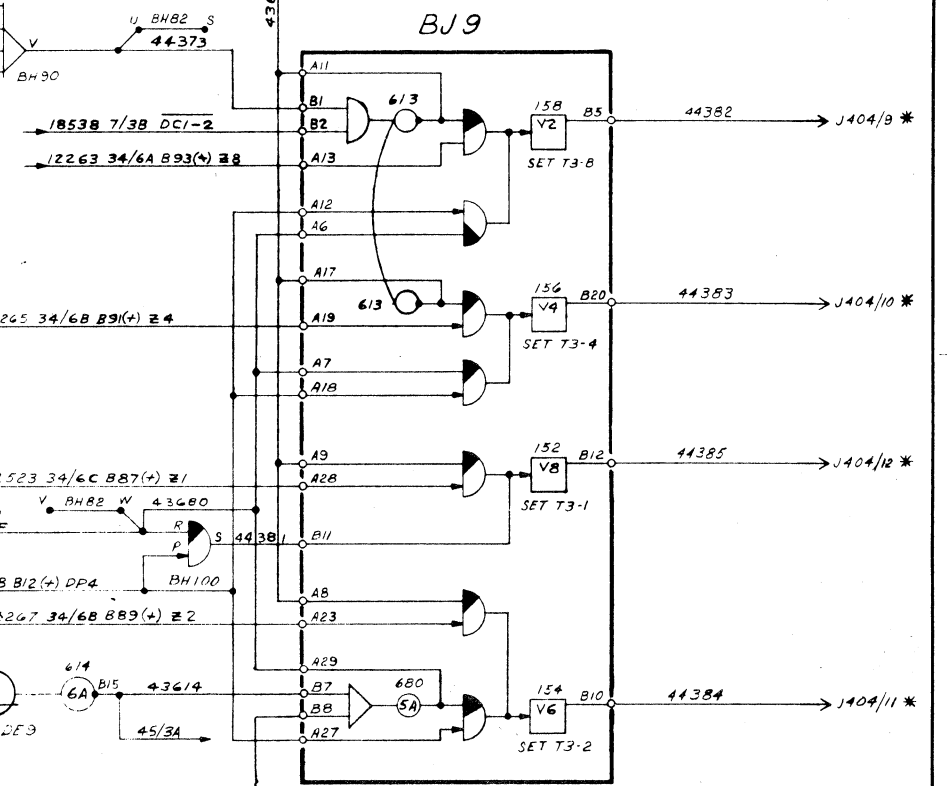 BJ9
U BH82 S
44373
V
BH90
A11
B1
613
18538 7/3B DC1-2
B2
158
V2
B5
44382
J404/9 *
12263 34/6A B93(+) Z8
A13
SET T3-8
A12
A6
A17
613
156
V4
B20
44383
J404/10 *
265 34/6B B91(+) Z4
A19
SET T3-4
A7
A18
A9
152
V8
B12
44385
J404/12 *
523 34/6C B87(+) Z1
A28
SET T3-1
V BH82 W
43680
R
S
44381
B11
P
B B12(+) DP4
BH100
A8
267 34/6B B89(+) Z2
A23
A29
614
6A
B15
43614
B7
680
5A
154
V6
B10
44384
J404/11 *
B8
DE9
45/3A
A27
SET T3-2